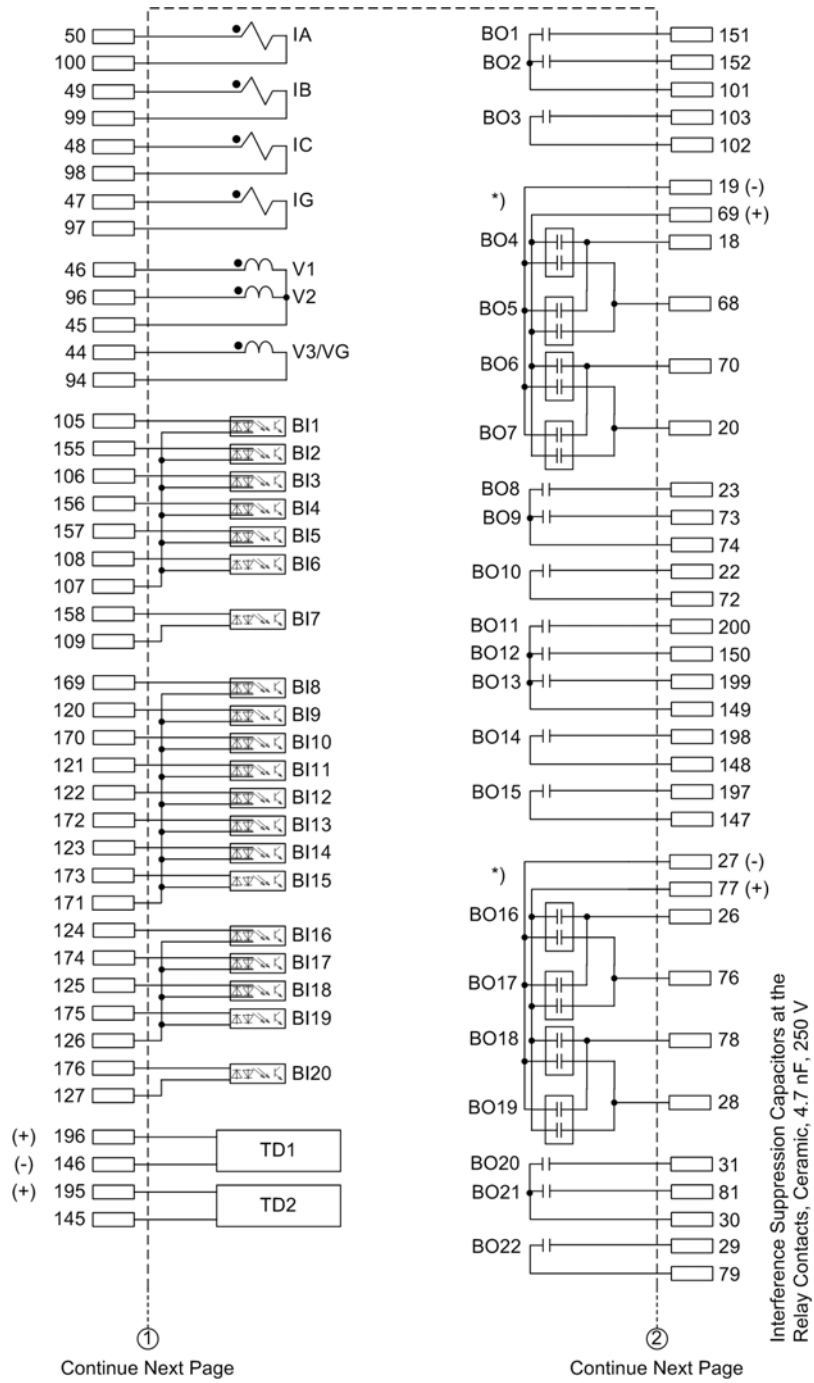 50 IA
100
49 IB
99
48 IC
98
47 IG
97
46 V1
96 V2
45
44 V3/VG
94
105 BI1
155 BI2
106 BI3
156 BI4
157 BI5
108 BI6
107
158 BI7
109
169 BI8
120 BI9
170 BI10
121 BI11
122 BI12
172 BI13
123 BI14
173 BI15
171
124 BI16
174 BI17
125 BI18
175 BI19
126
176 BI20
127
(+) 196 TD1
(-) 146
(+) 195 TD2
145
1
Continue Next Page
BO1 151
BO2 152
101
BO3 103
102
19 (-)
*)
69 (+)
BO4 18
68
BO5
BO6 70
BO7 20
BO8 23
BO9 73
74
BO10 22
72
BO11 200
BO12 150
BO13 199
149
BO14 198
148
BO15 197
147
27 (-)
*)
77 (+)
BO16 26
BO17 76
BO18 78
BO19 28
BO20 31
BO21 81
30
BO22 29
79
2
Continue Next Page
Interference Suppression Capacitors at the
Relay Contacts, Ceramic, 4.7 nF, 250 V